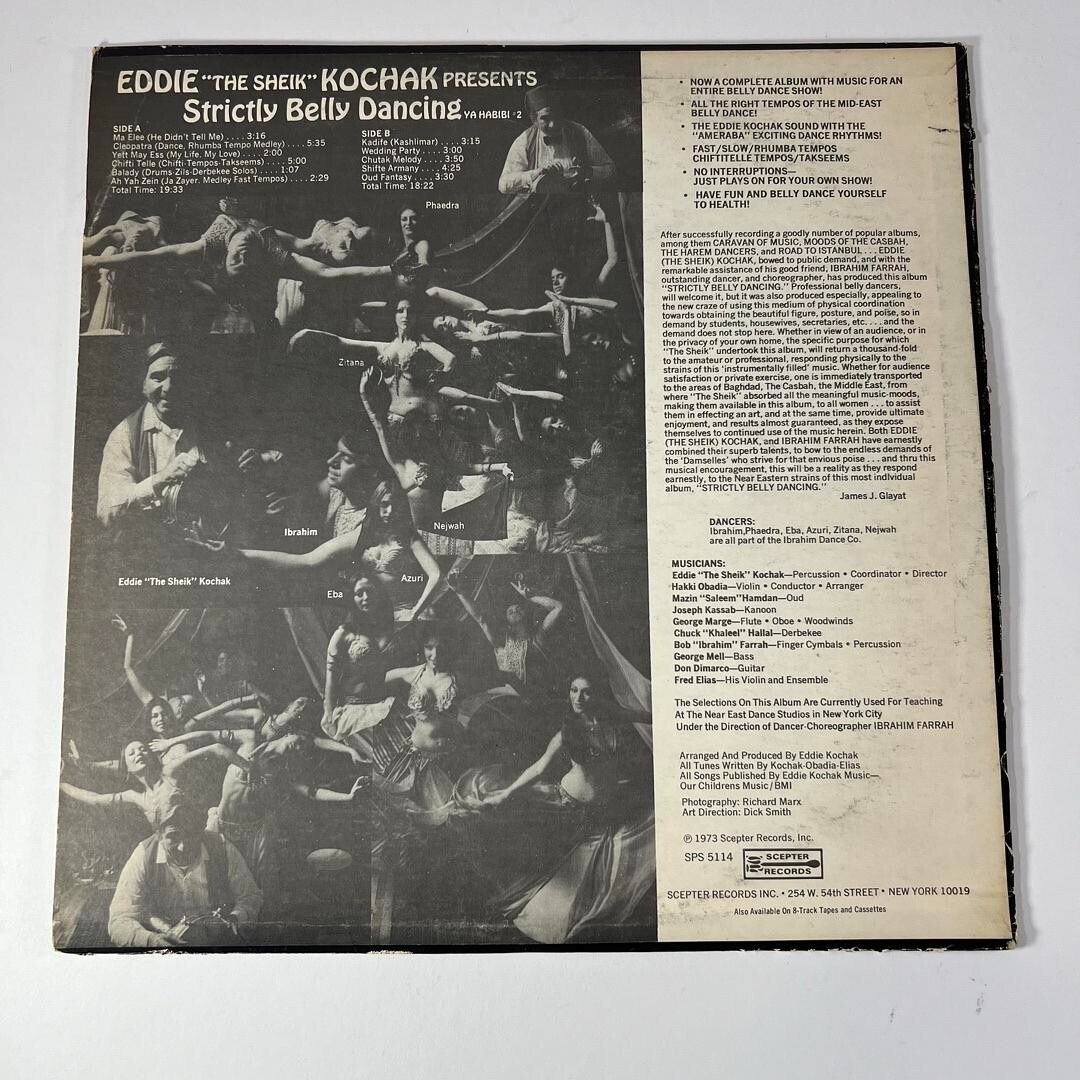 EDDIE "THE SHEIK" KOCHAK PRESENTS
Strictly Belly Dancing YA HABIBI #2
SIDE A
Ma Elee (He Didn't Tell Me) . . . . 3:16
Cleopatra (Dance, Rhumba Tempo Medley) . . . . 5:35
Yett May Ess (My Life, My Love) . . . . 2:00
Chifti Telle (Chifti-Tempos-Takseems) . . . . 5:00
Balady (Drums-Zils-Derbekee Solos) . . . . 1:07
Ah Yah Zein (Ja Zayer, Medley Fast Tempos) . . . . 2:29
Total Time: 19:33
SIDE B
Kadife (Kashlimar) . . . . 3:15
Wedding Party . . . . 3:00
Chutak Melody . . . . 3:50
Shifte Armany . . . . 4:25
Oud Fantasy . . . . 3:30
Total Time: 18:22
Phaedra
Zitana
Ibrahim
Nejwah
Eddie "The Sheik" Kochak
Azuri
Eba
• NOW A COMPLETE ALBUM WITH MUSIC FOR AN
ENTIRE BELLY DANCE SHOW!
• ALL THE RIGHT TEMPOS OF THE MID-EAST
BELLY DANCE!
• THE EDDIE KOCHAK SOUND WITH THE
"AMERABA" EXCITING DANCE RHYTHMS!
• FAST/SLOW/RHUMBA TEMPOS
CHIFTITELLE TEMPOS/TAKSEEMS
• NO INTERRUPTIONS—
JUST PLAYS ON FOR YOUR OWN SHOW!
• HAVE FUN AND BELLY DANCE YOURSELF
TO HEALTH!
After successfully recording a goodly number of popular albums,
among them CARAVAN OF MUSIC, MOODS OF THE CASBAH,
THE HAREM DANCERS, and ROAD TO ISTANBUL . . . EDDIE
(THE SHEIK) KOCHAK, bowed to public demand, and with the
remarkable assistance of his good friend, IBRAHIM FARRAH,
outstanding dancer, and choreographer, has produced this album
"STRICTLY BELLY DANCING." Professional belly dancers,
will welcome it, but it was also produced especially, appealing to
the new craze of using this medium of physical coordination
towards obtaining the beautiful figure, posture, and poise, so in
demand by students, housewives, secretaries, etc. . . . and the
demand does not stop here. Whether in view of an audience, or in
the privacy of your own home, the specific purpose for which
"The Sheik" undertook this album, will return a thousand-fold
to the amateur or professional, responding physically to the
strains of this 'instrumentally filled' music. Whether for audience
satisfaction or private exercise, one is immediately transported
to the areas of Baghdad, The Casbah, the Middle East, from
where "The Sheik" absorbed all the meaningful music-moods,
making them available in this album, to all women . . . to assist
them in effecting an art, and at the same time, provide ultimate
enjoyment, and results almost guaranteed, as they expose
themselves to continued use of the music herein. Both EDDIE
(THE SHEIK) KOCHAK, and IBRAHIM FARRAH have earnestly
combined their superb talents, to bow to the endless demands of
the 'Damselles' who strive for that envious poise . . . and thru this
musical encouragement, this will be a reality as they respond
earnestly, to the Near Eastern strains of this most individual
album, "STRICTLY BELLY DANCING."
James J. Glayat
DANCERS:
Ibrahim,Phaedra, Eba, Azuri, Zitana, Nejwah
are all part of the Ibrahim Dance Co.
MUSICIANS:
Eddie "The Sheik" Kochak—Percussion • Coordinator • Director
Hakki Obadia—Violin • Conductor • Arranger
Mazin "Saleem"Hamdan—Oud
Joseph Kassab—Kanoon
George Marge—Flute • Oboe • Woodwinds
Chuck "Khaleel" Hallal—Derbekee
Bob "Ibrahim" Farrah—Finger Cymbals • Percussion
George Mell—Bass
Don Dimarco—Guitar
Fred Elias—His Violin and Ensemble
The Selections On This Album Are Currently Used For Teaching
At The Near East Dance Studios in New York City
Under the Direction of Dancer-Choreographer IBRAHIM FARRAH
Arranged And Produced By Eddie Kochak
All Tunes Written By Kochak-Obadia-Elias
All Songs Published By Eddie Kochak Music—
Our Childrens Music/BMI
Photography: Richard Marx
Art Direction: Dick Smith
℗ 1973 Scepter Records, Inc.
SPS 5114
SCEPTER
RECORDS
SCEPTER RECORDS INC. • 254 W. 54th STREET • NEW YORK 10019
Also Available On 8-Track Tapes and Cassettes